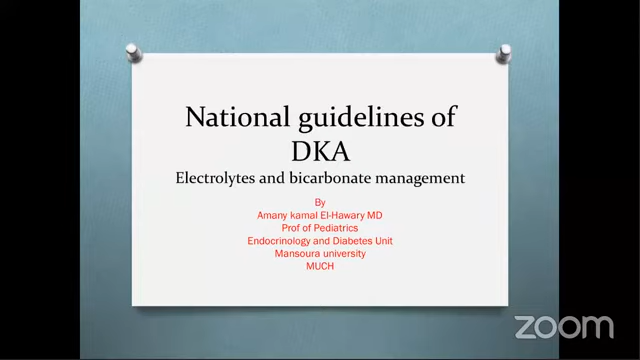 National guidelines of
DKA
Electrolytes and bicarbonate management
By
Amany kamal El-Hawary MD
Prof of Pediatrics
Endocrinology and Diabetes Unit
Mansoura university
MUCH
zoom